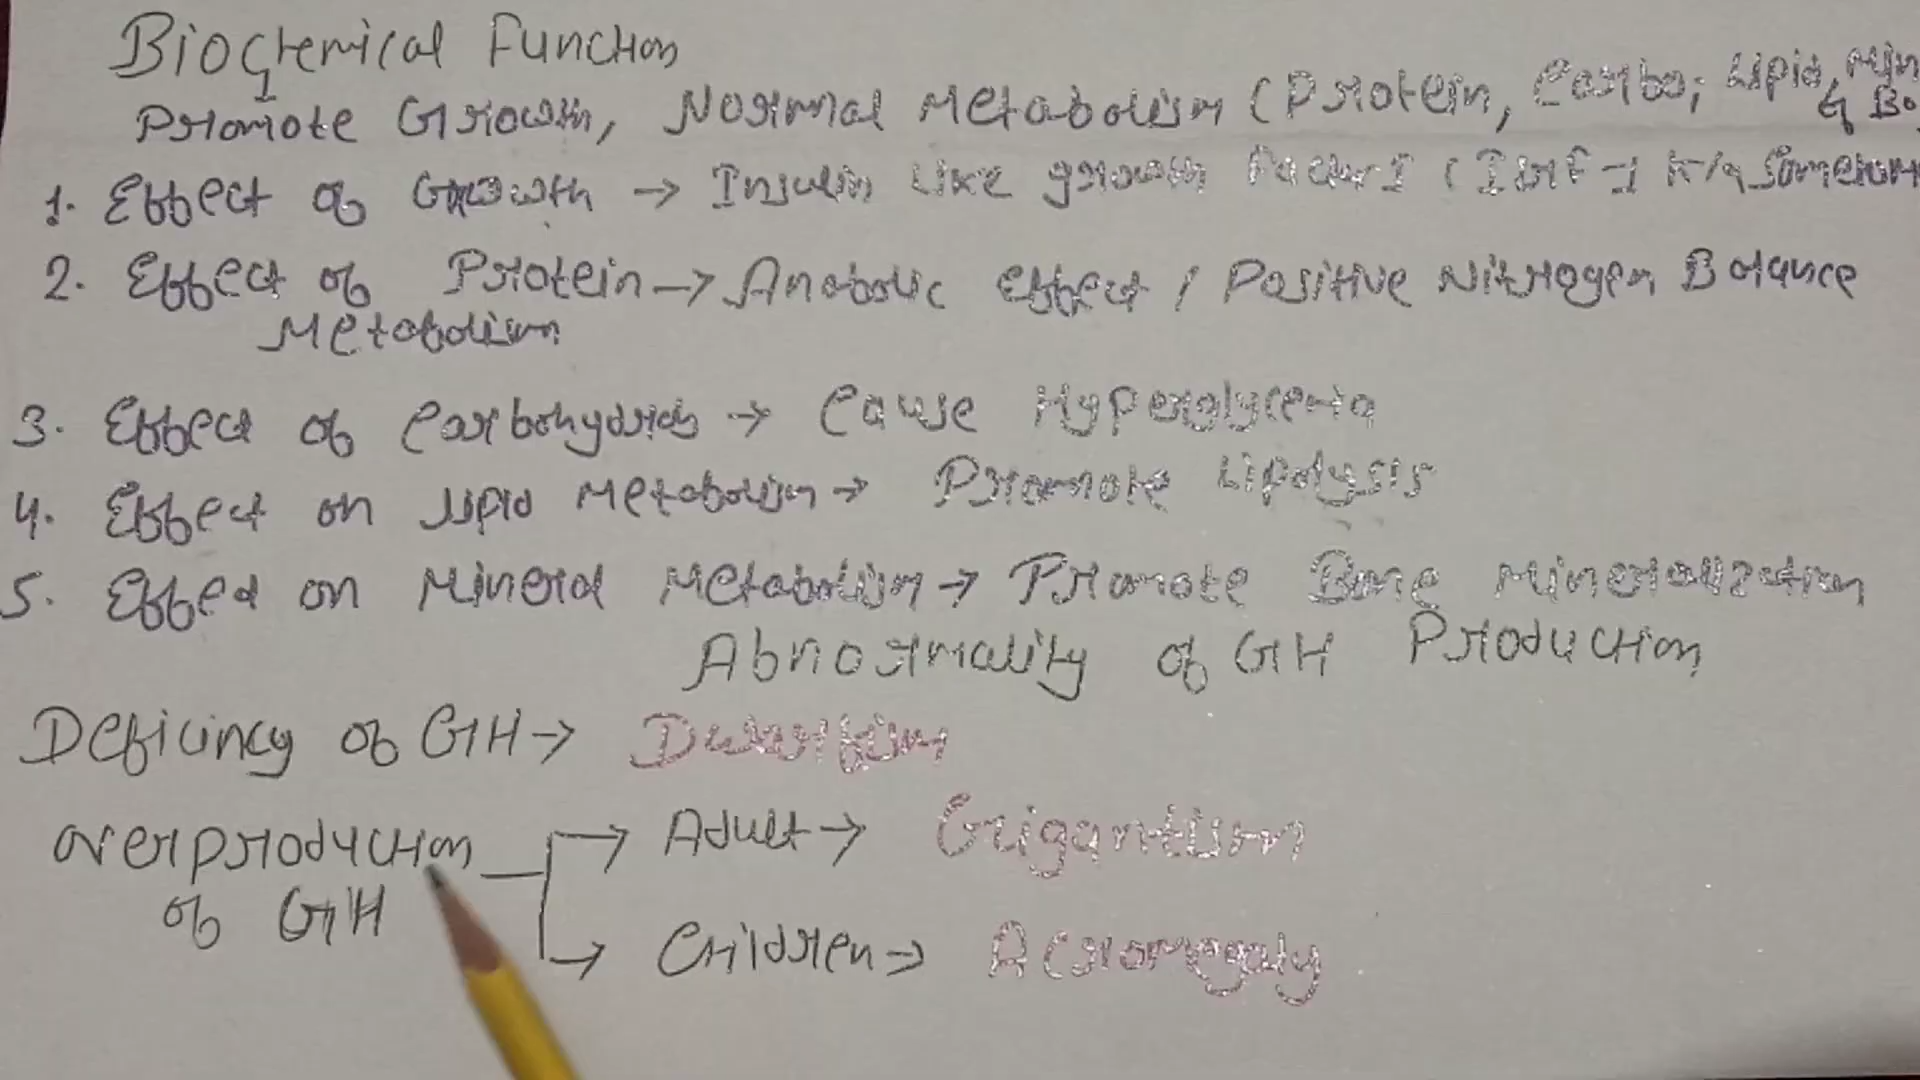 Biochemical Function
Promote Growth, Normal Metabolism (Protein, Carbo, Lipid, Min
& Bo
1. Effect of Growth → Insulin Like growth Factor I (IGF-I K/a Somatom
2. Effect of Protein → Anabolic Effect / Positive Nitrogen Balance
Metabolism
3. Effect of Carbohydrids → Cause Hyperglycemia
4. Effect on Lipid Metabolism → Promote Lipolysis
5. Effect on Mineral Metabolism → Promote Bone Mineralization
Abnormality of GH Production
Deficincy of GH → Dwarfism
overproduction → Adult → Gigantism
of GH
→ Children → Acromegaly